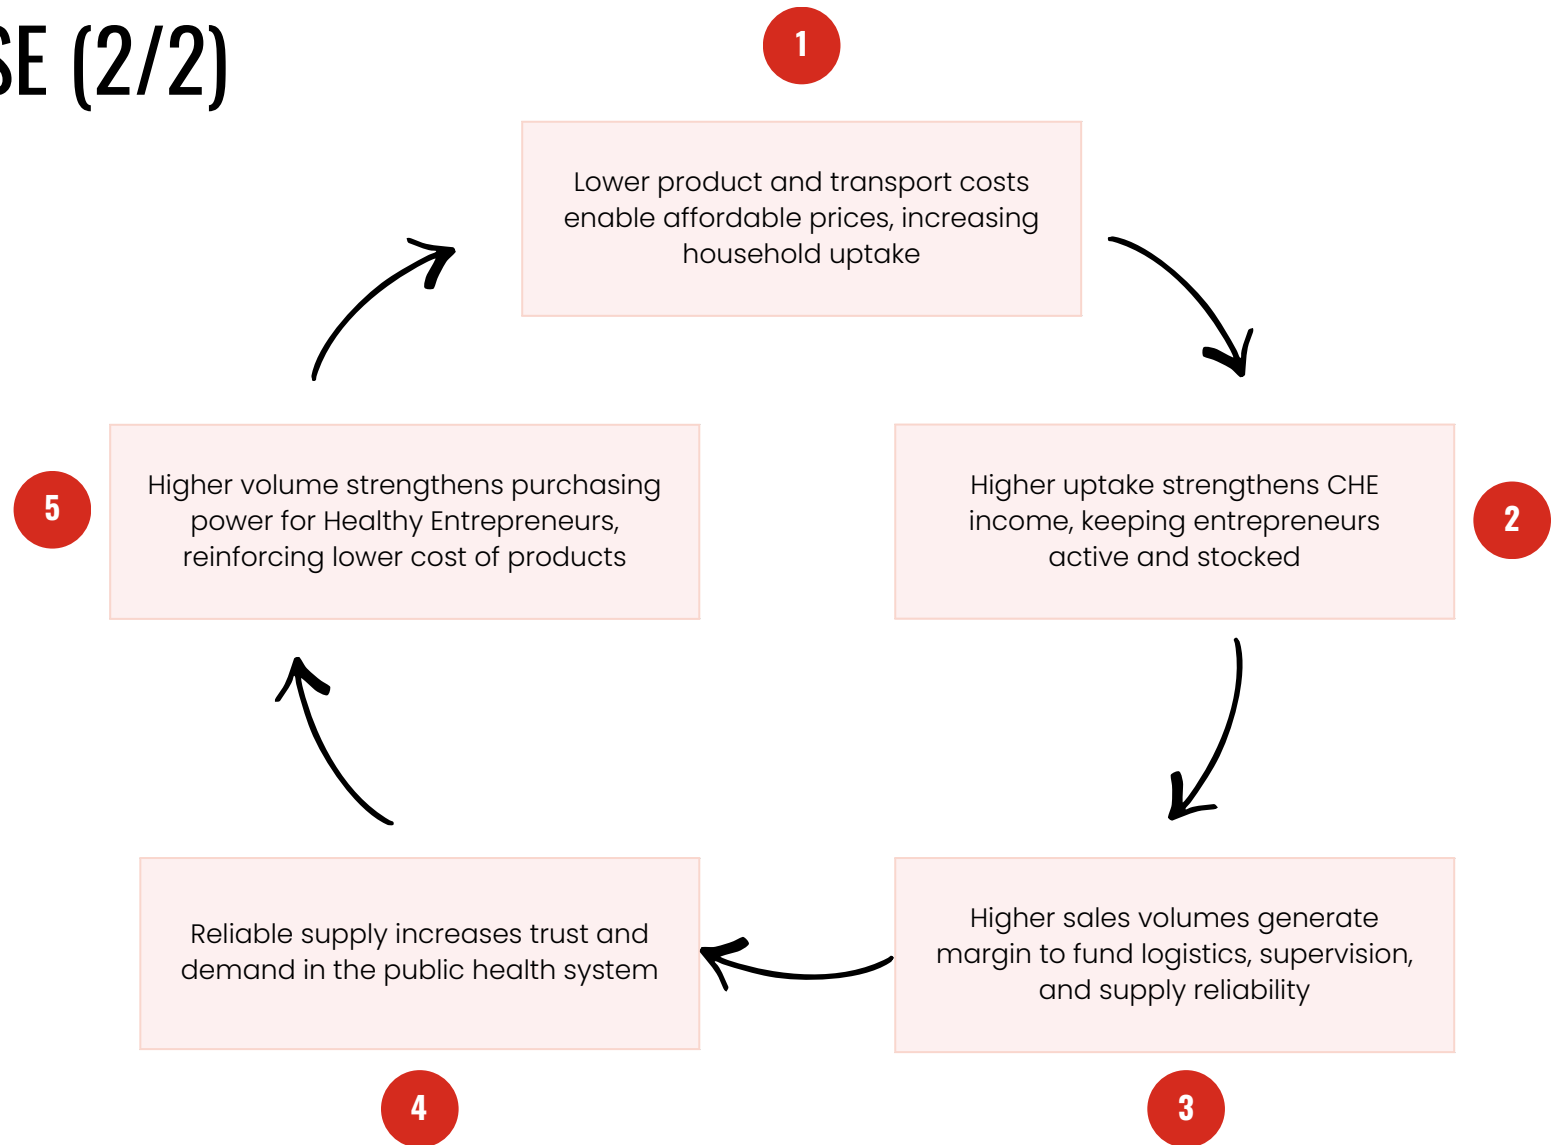 SE (2/2)
1
Lower product and transport costs
enable affordable prices, increasing
household uptake
2
Higher uptake strengthens CHE
income, keeping entrepreneurs
active and stocked
3
Higher sales volumes generate
margin to fund logistics, supervision,
and supply reliability
4
Reliable supply increases trust and
demand in the public health system
5
Higher volume strengthens purchasing
power for Healthy Entrepreneurs,
reinforcing lower cost of products